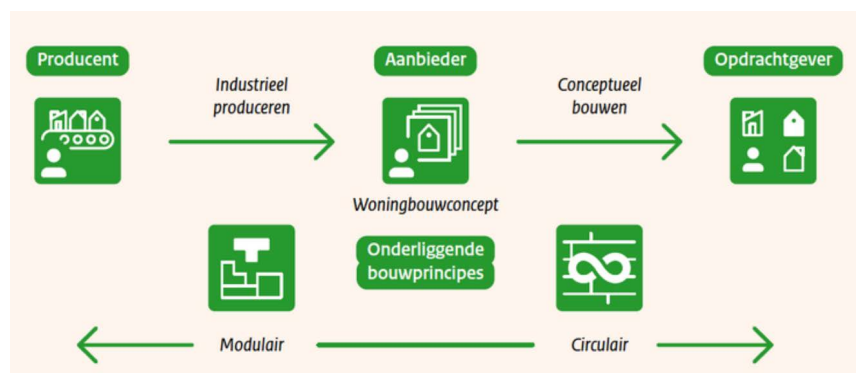 Producent
Aanbieder
Opdrachtgever
Industrieel
produceren
Conceptueel
bouwen
Woningbouwconcept
Onderliggende
bouwprincipes
Modulair
Circulair